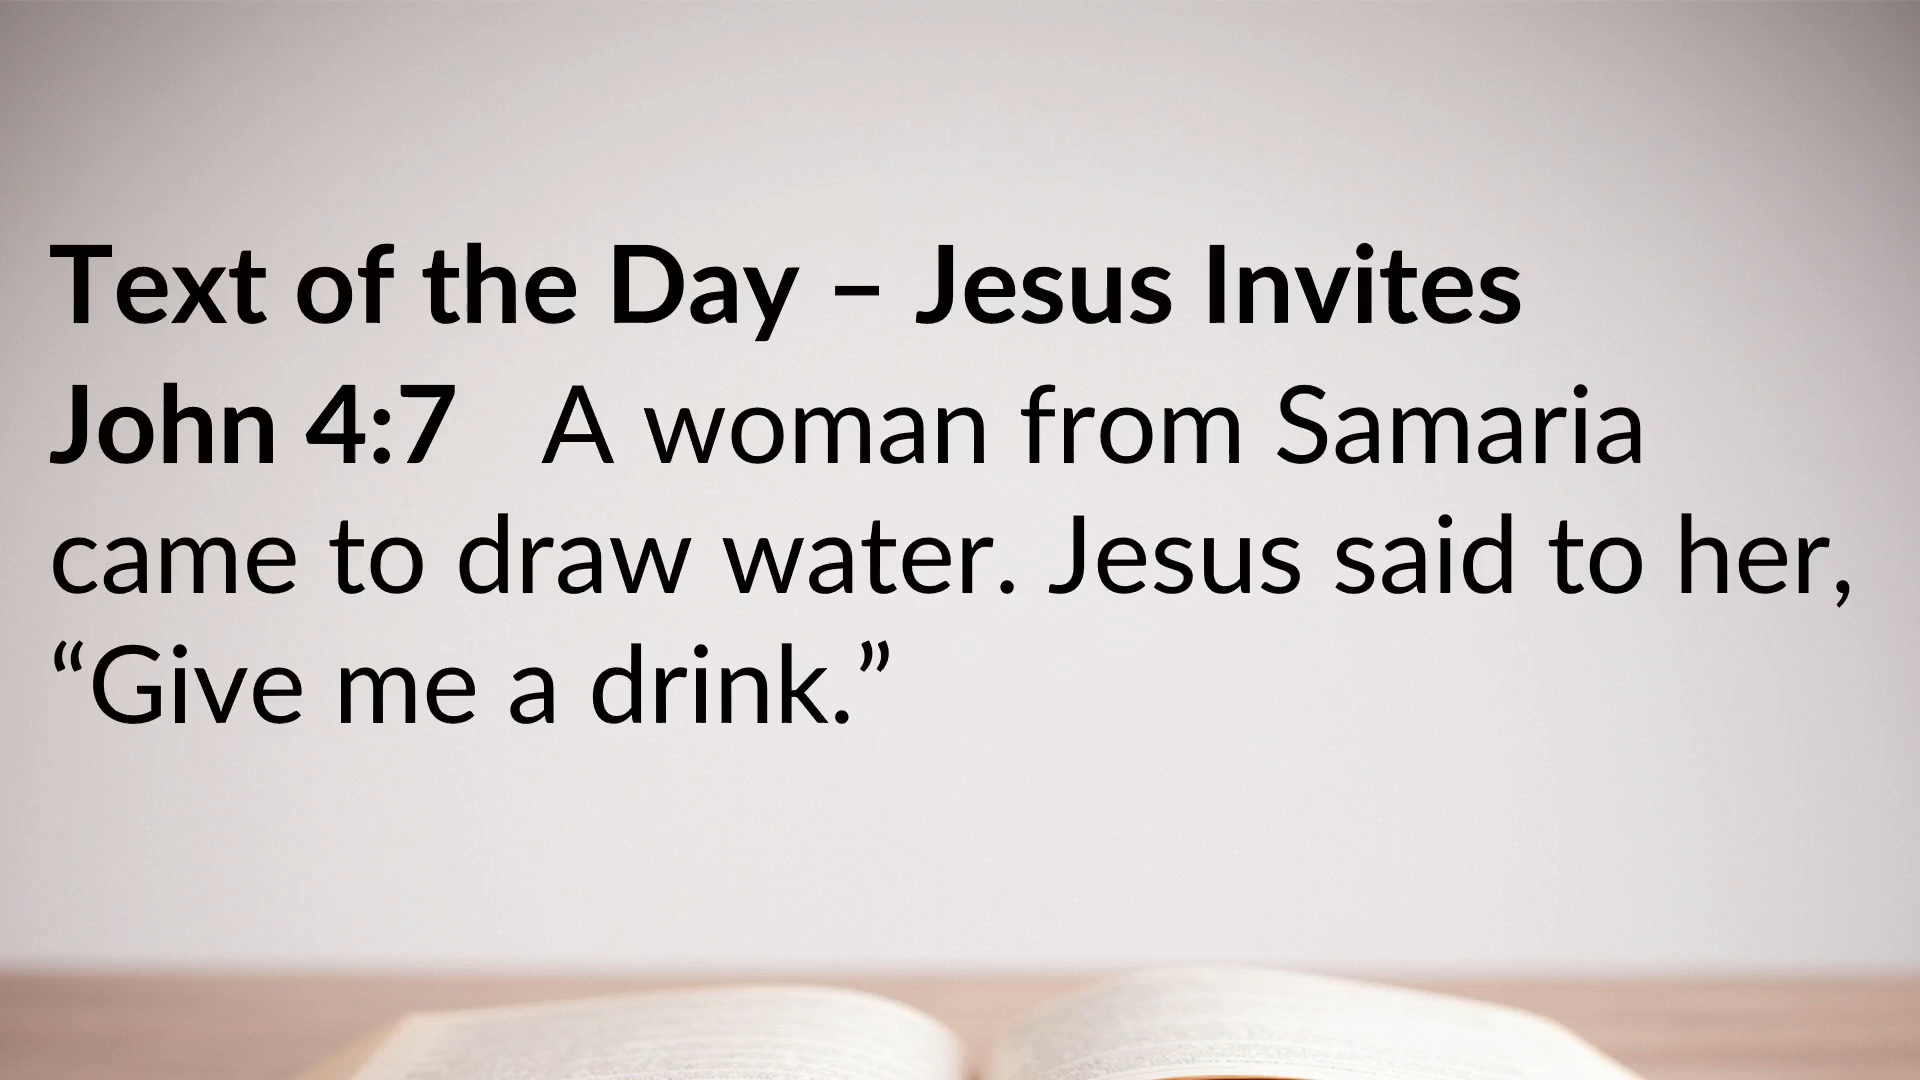 Text of the Day – Jesus Invites
John 4:7   A woman from Samaria
came to draw water. Jesus said to her,
“Give me a drink.”